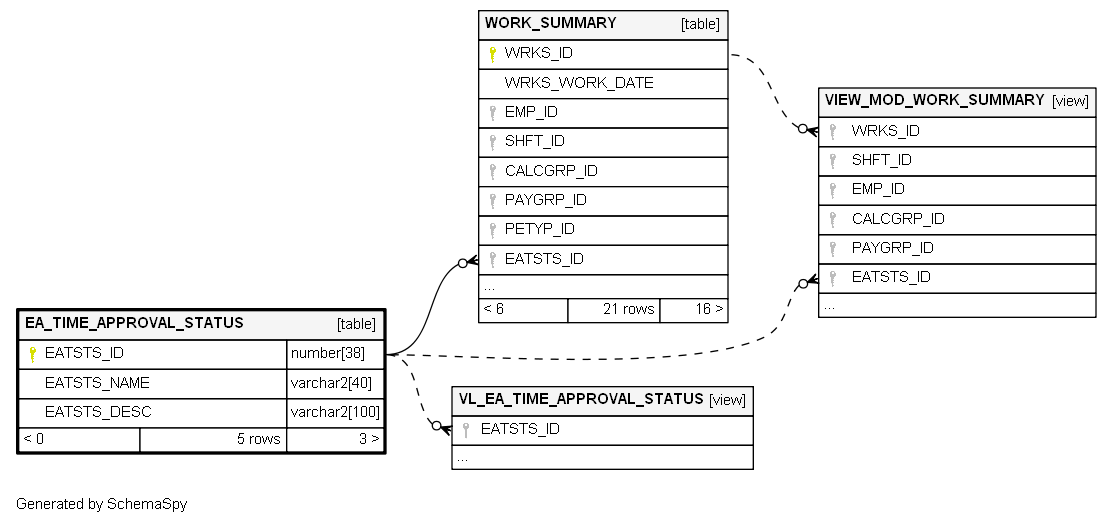 WORK_SUMMARY [table]
WRKS_ID
WRKS_WORK_DATE
EMP_ID
SHFT_ID
CALCGRP_ID
PAYGRP_ID
PETYP_ID
EATSTS_ID
...
< 6 21 rows 16 >
VIEW_MOD_WORK_SUMMARY [view]
WRKS_ID
SHFT_ID
EMP_ID
CALCGRP_ID
PAYGRP_ID
EATSTS_ID
...
EA_TIME_APPROVAL_STATUS [table]
EATSTS_ID number[38]
EATSTS_NAME varchar2[40]
EATSTS_DESC varchar2[100]
< 0 5 rows 3 >
VL_EA_TIME_APPROVAL_STATUS [view]
EATSTS_ID
...
Generated by SchemaSpy